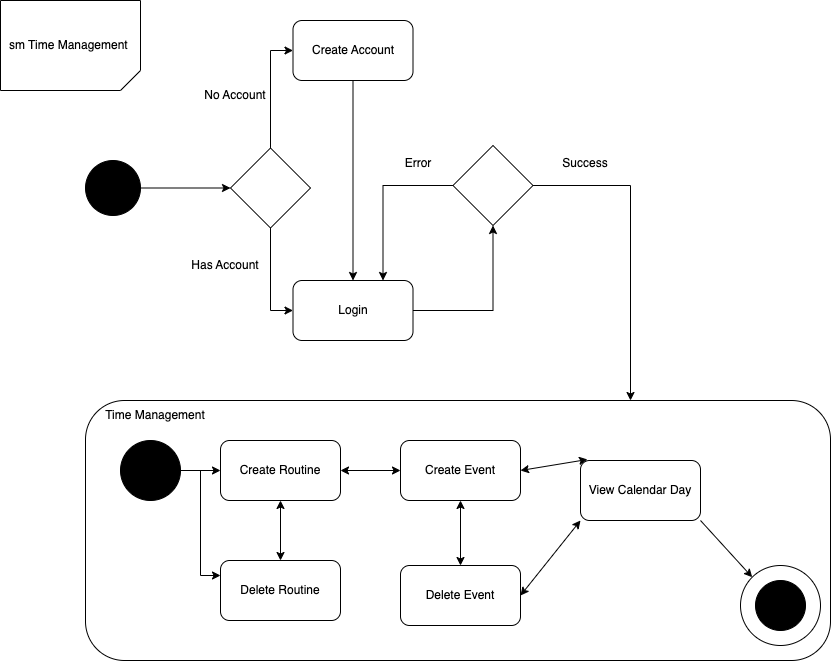 sm Time Management
Create Account
No Account
Error
Success
Has Account
Login
Time Management
Create Routine
Create Event
View Calendar Day
Delete Routine
Delete Event